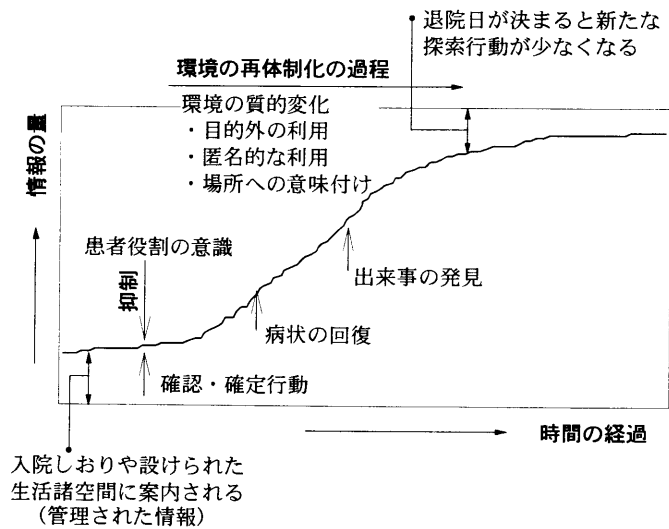 退院日が決まると新たな
探索行動が少なくなる
環境の再体制化の過程
環境の質的変化
・目的外の利用
・匿名的な利用
・場所への意味付け
情報の量
患者役割の意識
抑制
出来事の発見
病状の回復
確認・確定行動
時間の経過
入院しおりや設けられた
生活諸空間に案内される
（管理された情報）